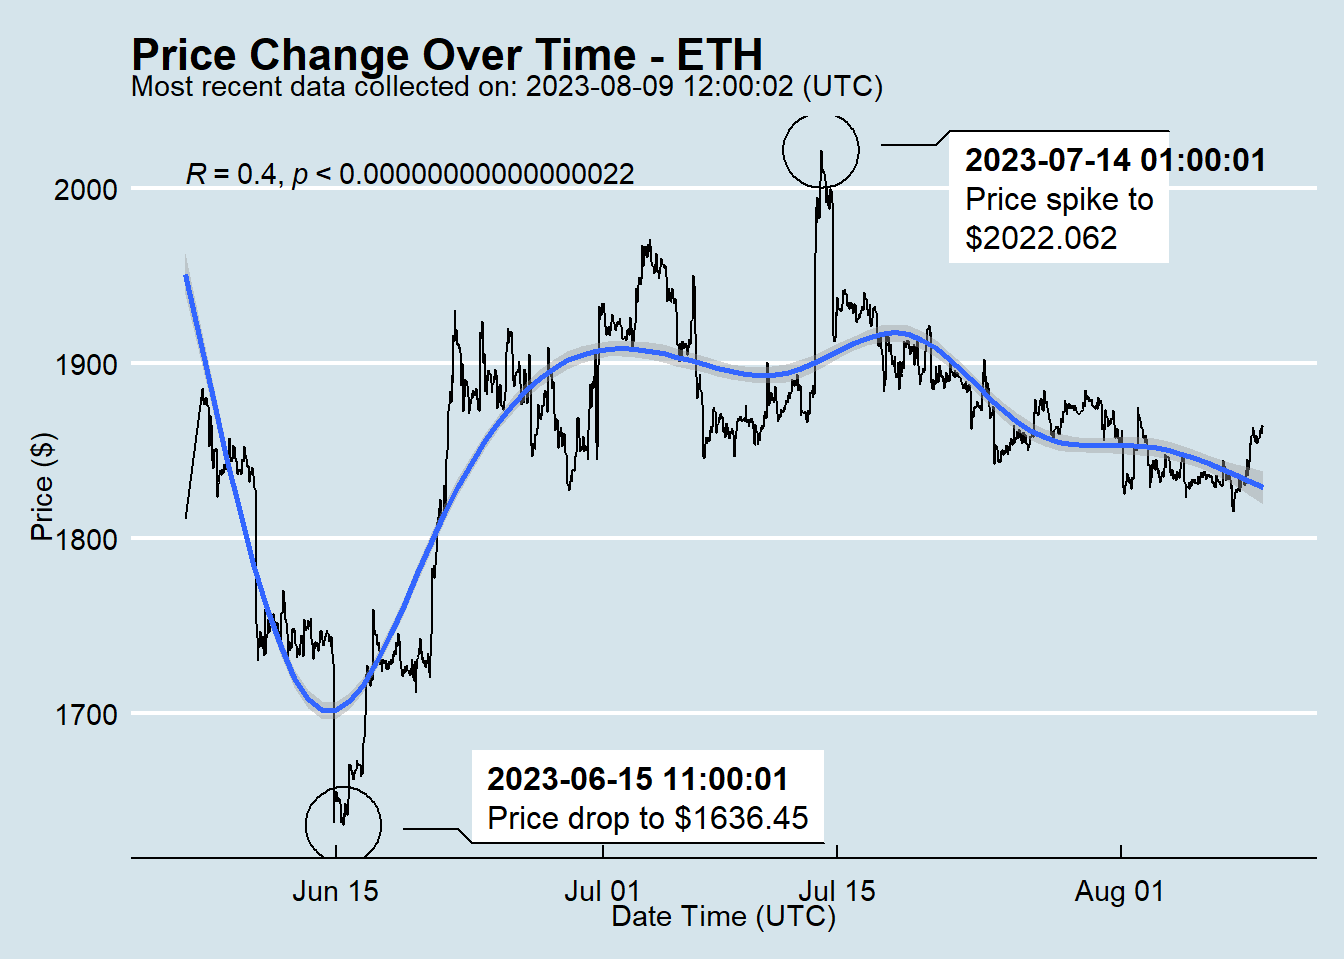 Price Change Over Time - ETH
Most recent data collected on: 2023-08-09 12:00:02 (UTC)
R = 0.4, p < 0.00000000000000022
2023-07-14 01:00:01
Price spike to
$2022.062
2000
1900
1800
1700
Price ($)
2023-06-15 11:00:01
Price drop to $1636.45
Jun 15
Jul 01
Jul 15
Aug 01
Date Time (UTC)